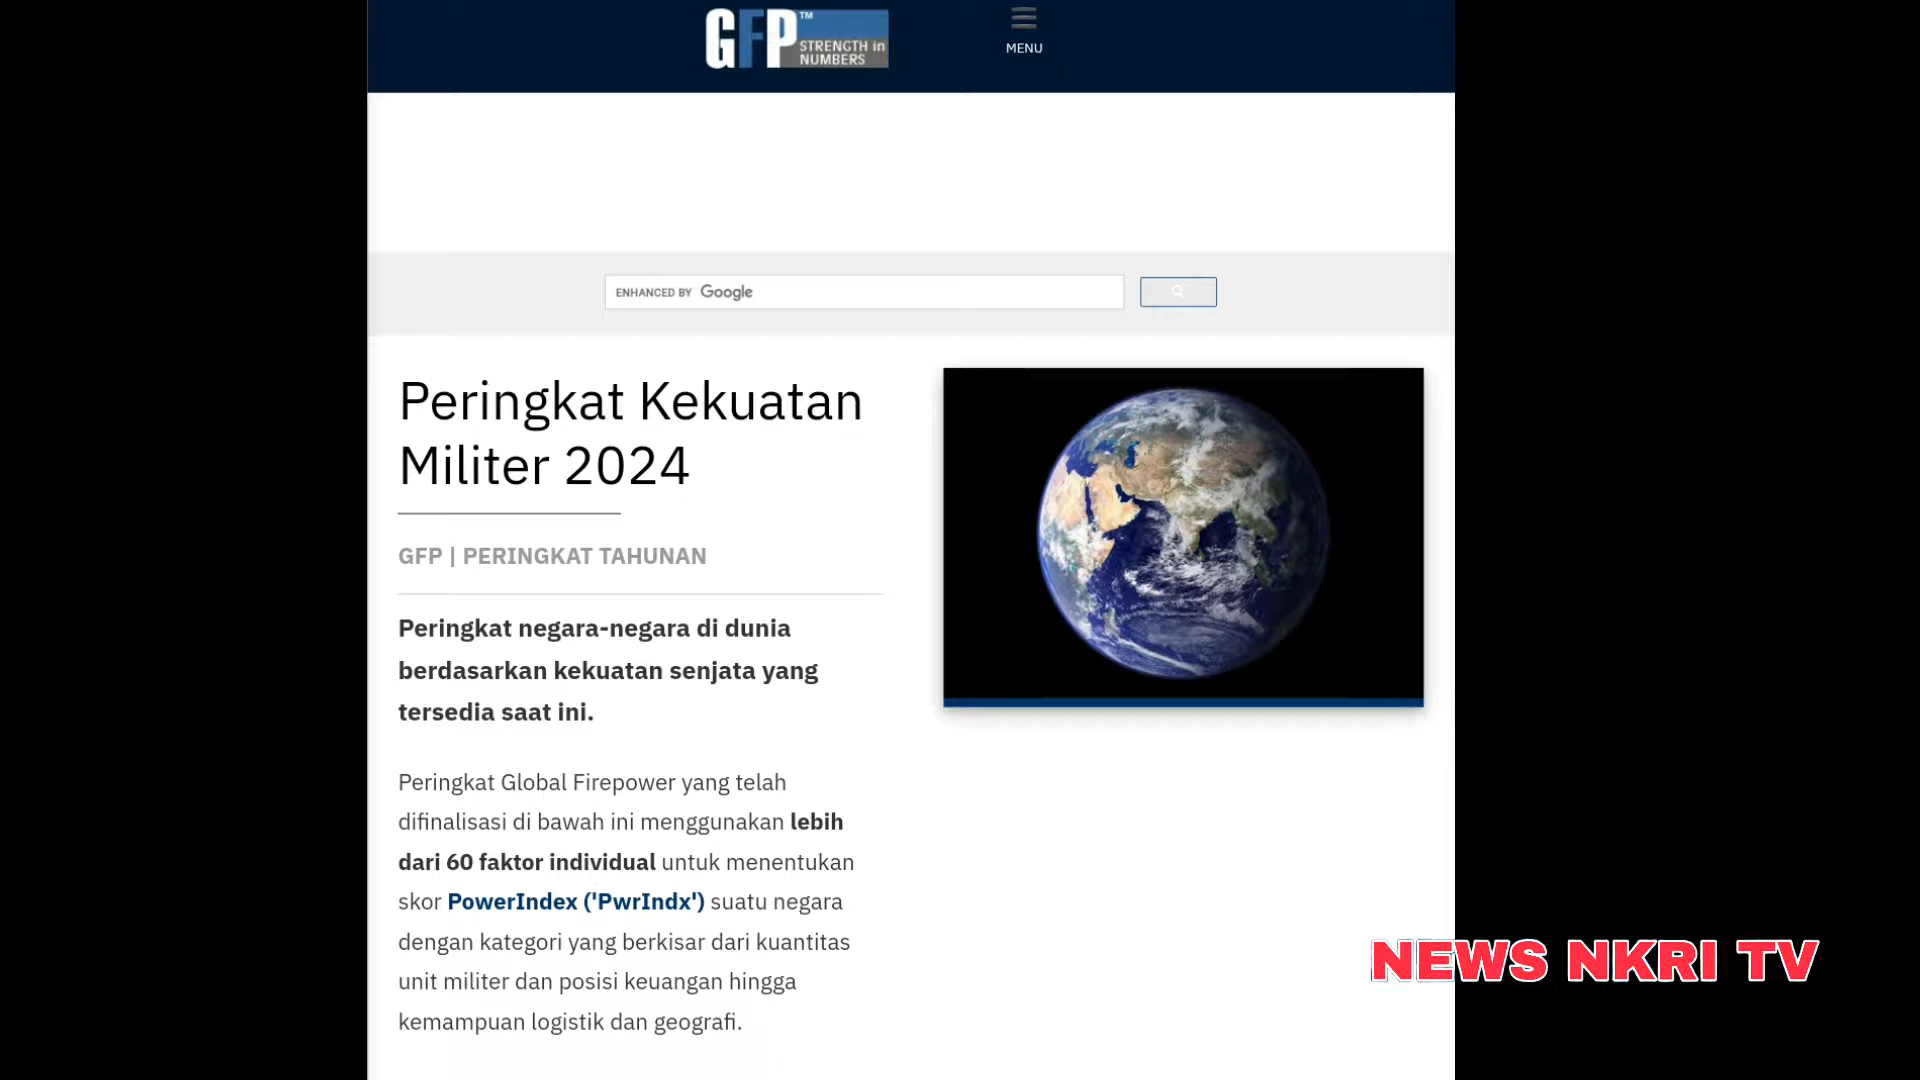 GFP™
STRENGTH in
NUMBERS
MENU
ENHANCED BY Google
Peringkat Kekuatan
Militer 2024
GFP | PERINGKAT TAHUNAN
Peringkat negara-negara di dunia
berdasarkan kekuatan senjata yang
tersedia saat ini.
Peringkat Global Firepower yang telah
difinalisasi di bawah ini menggunakan lebih
dari 60 faktor individual untuk menentukan
skor PowerIndex ('PwrIndx') suatu negara
dengan kategori yang berkisar dari kuantitas
unit militer dan posisi keuangan hingga
kemampuan logistik dan geografi.
NEWS NKRI TV